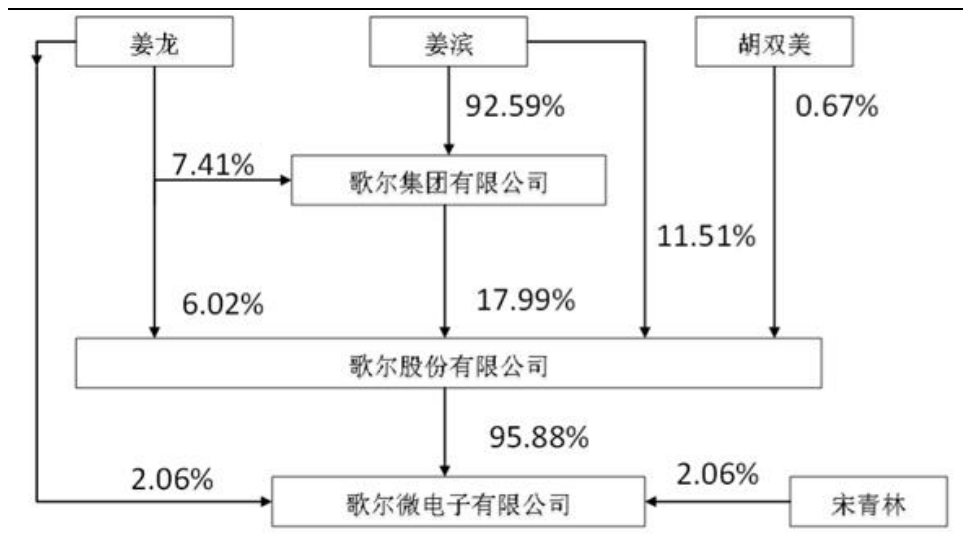 姜龙
姜滨
胡双美
92.59%
0.67%
7.41%
歌尔集团有限公司
11.51%
6.02%
17.99%
歌尔股份有限公司
95.88%
2.06%
2.06%
歌尔微电子有限公司
宋青林